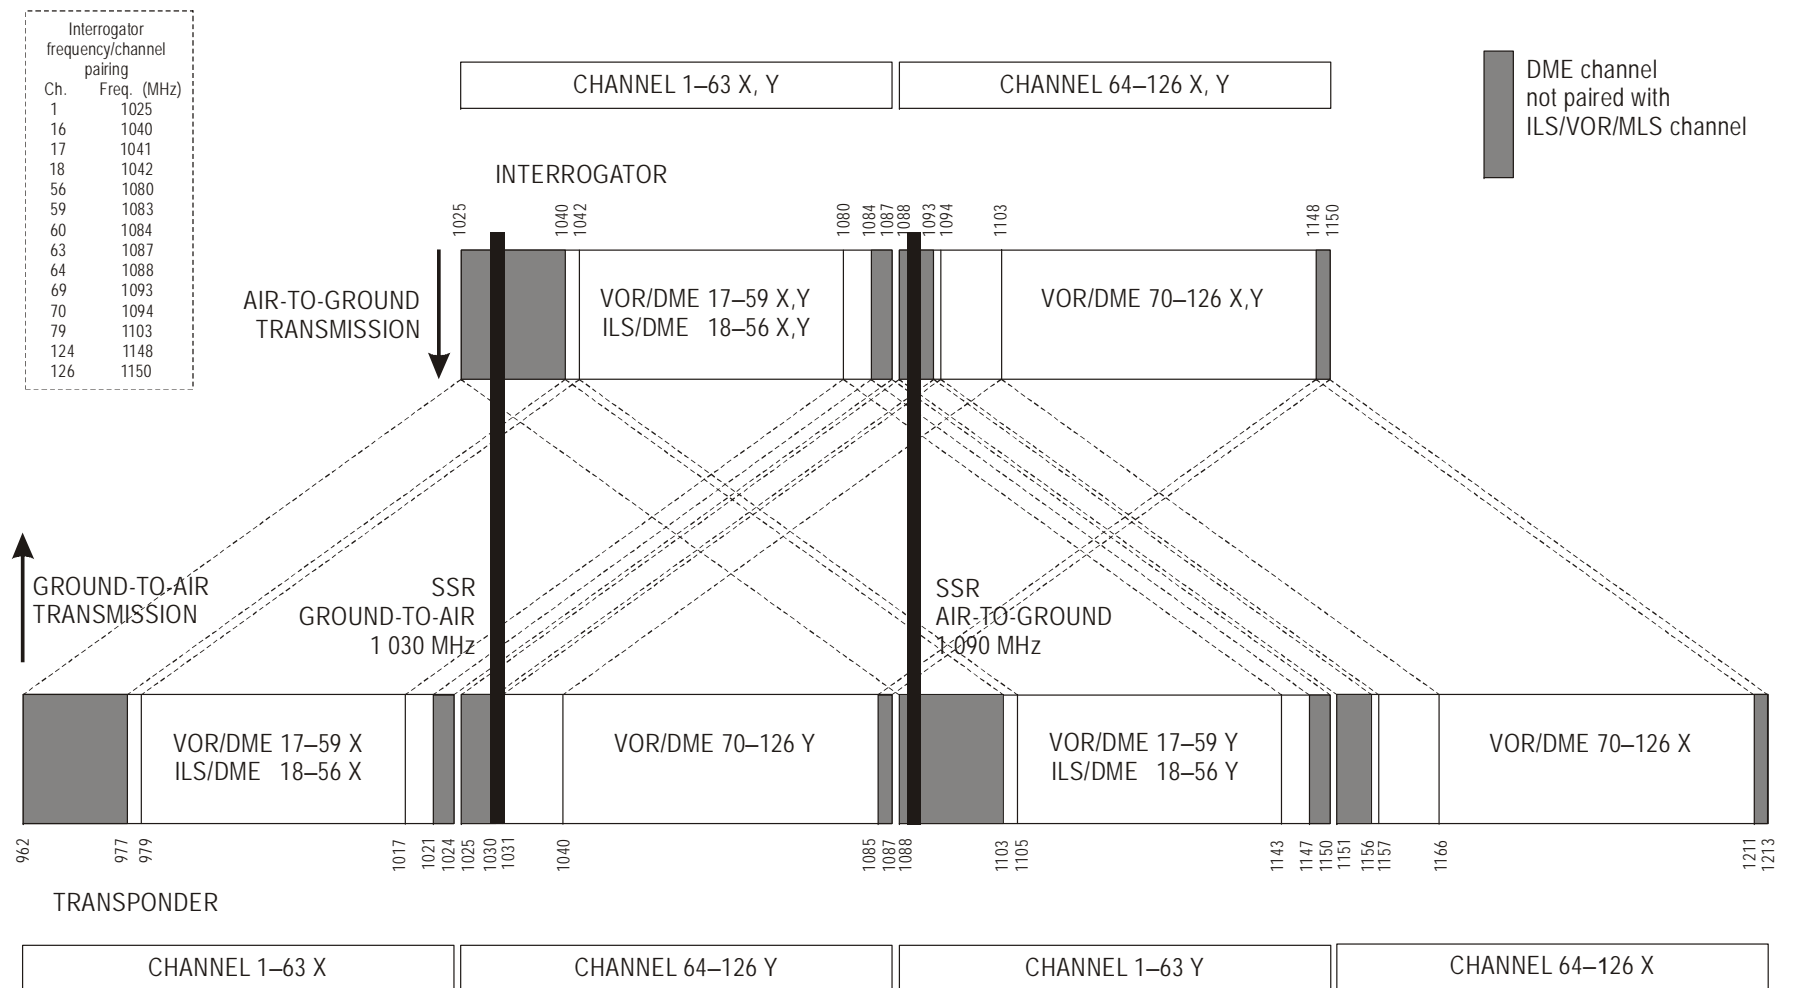 Interrogator
frequency/channel
pairing
Ch. Freq. (MHz)
1 1025
16 1040
17 1041
18 1042
56 1080
59 1083
60 1084
63 1087
64 1088
69 1093
70 1094
79 1103
124 1148
126 1150
CHANNEL 1–63 X, Y
CHANNEL 64–126 X, Y
DME channel
not paired with
ILS/VOR/MLS channel
INTERROGATOR
1025 1040 1042 1080 1084 1087 1088 1093 1094 1103 1148 1150
AIR-TO-GROUND
TRANSMISSION
VOR/DME 17–59 X,Y
ILS/DME 18–56 X,Y
VOR/DME 70–126 X,Y
GROUND-TO-AIR
TRANSMISSION
SSR
GROUND-TO-AIR
1 030 MHz
SSR
AIR-TO-GROUND
1 090 MHz
VOR/DME 17–59 X
ILS/DME 18–56 X
VOR/DME 70–126 Y
VOR/DME 17–59 Y
ILS/DME 18–56 Y
VOR/DME 70–126 X
962 977 979 1017 1021 1024 1025 1030 1031 1040 1085 1087 1088 1103 1105 1143 1147 1150 1151 1156 1157 1166 1211 1213
TRANSPONDER
CHANNEL 1–63 X
CHANNEL 64–126 Y
CHANNEL 1–63 Y
CHANNEL 64–126 X